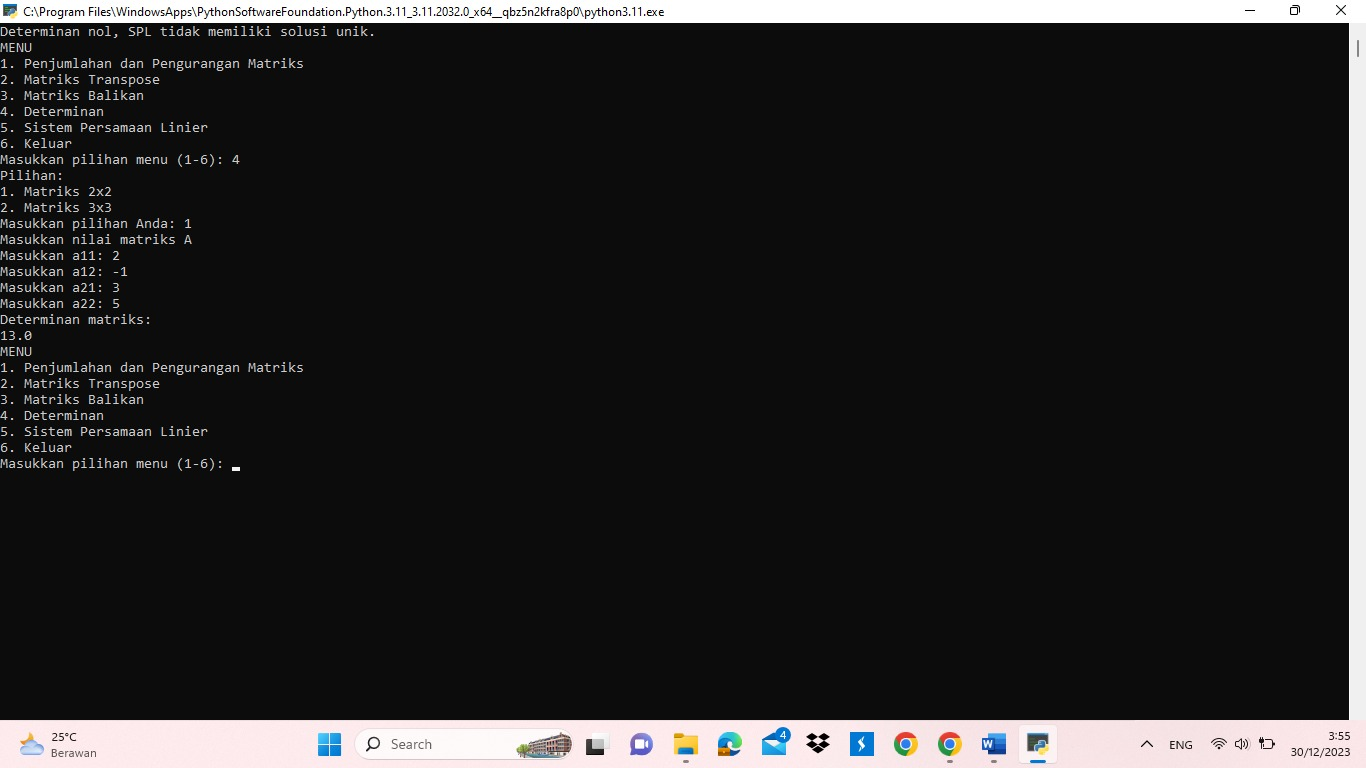 C:\Program Files\WindowsApps\PythonSoftwareFoundation.Python.3.11_3.11.2032.0_x64__qbz5n2kfra8p0\python3.11.exe
Determinan nol, SPL tidak memiliki solusi unik.
MENU
1. Penjumlahan dan Pengurangan Matriks
2. Matriks Transpose
3. Matriks Balikan
4. Determinan
5. Sistem Persamaan Linier
6. Keluar
Masukkan pilihan menu (1-6): 4
Pilihan:
1. Matriks 2x2
2. Matriks 3x3
Masukkan pilihan Anda: 1
Masukkan nilai matriks A
Masukkan a11: 2
Masukkan a12: -1
Masukkan a21: 3
Masukkan a22: 5
Determinan matriks:
13.0
MENU
1. Penjumlahan dan Pengurangan Matriks
2. Matriks Transpose
3. Matriks Balikan
4. Determinan
5. Sistem Persamaan Linier
6. Keluar
Masukkan pilihan menu (1-6):
25°C
Berawan
Search
4
W
ENG
3:55
30/12/2023